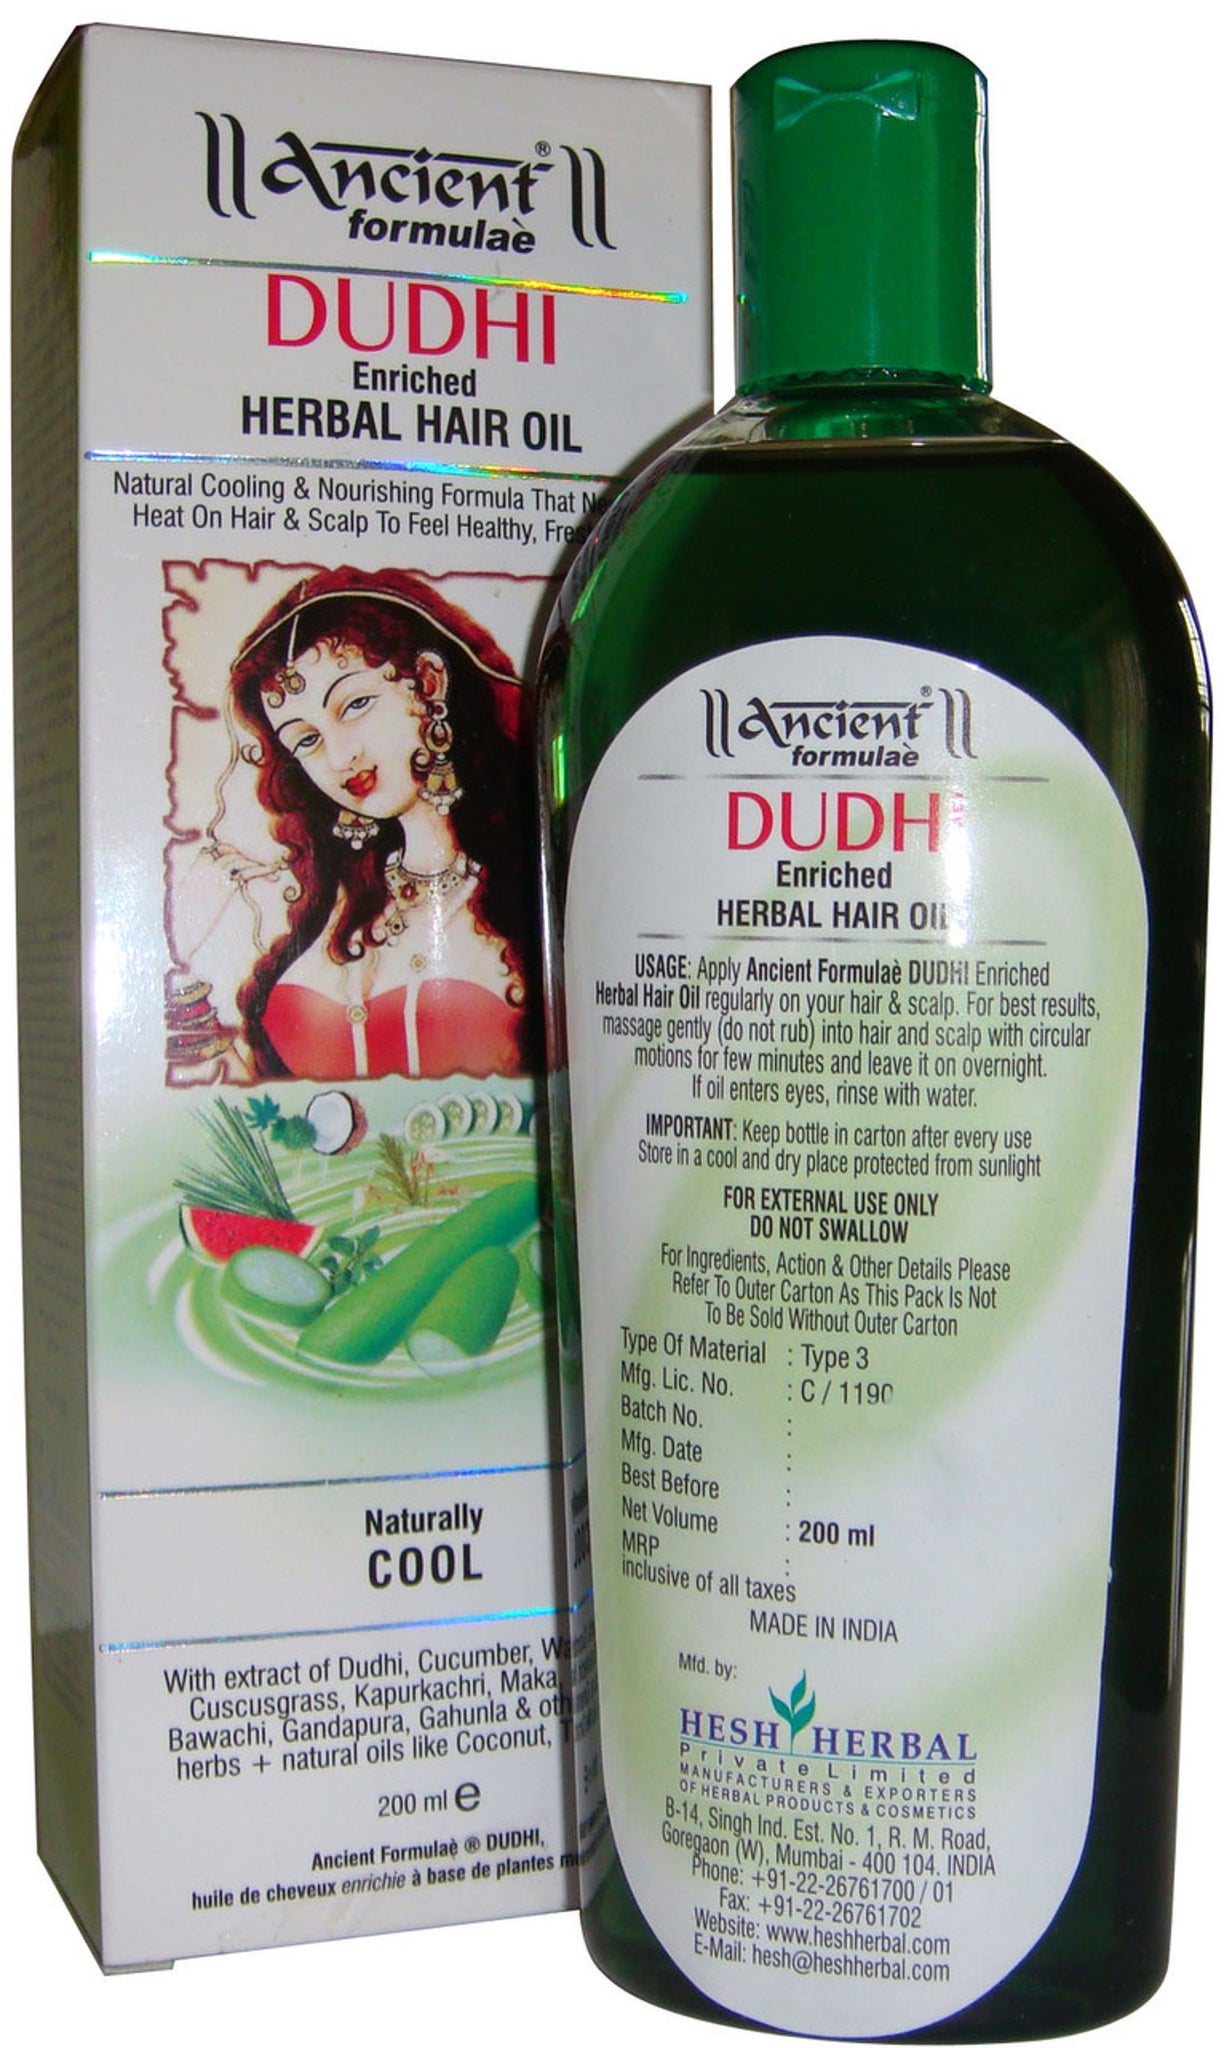 Ancient®
formulaè
DUDHI
Enriched
HERBAL HAIR OIL
Natural Cooling & Nourishing Formula That
Heat On Hair & Scalp To Feel Healthy,
Naturally
COOL
With extract of Dudhi, Cucumber,
Cuscusgrass, Kapurkachri, Maka,
Bawachi, Gandapura, Gahunla &
herbs + natural oils like Coconut,
200 ml e
Ancient Formulaè ® DUDHI,
huile de cheveux enrichie à base de plantes
Ancient®
formulaè
DUDHI
Enriched
HERBAL HAIR OIL
USAGE: Apply Ancient Formulaè DUDHI Enriched
Herbal Hair Oil regularly on your hair & scalp. For best results,
massage gently (do not rub) into hair and scalp with circular
motions for few minutes and leave it on overnight.
If oil enters eyes, rinse with water.
IMPORTANT: Keep bottle in carton after every use
Store in a cool and dry place protected from sunlight
FOR EXTERNAL USE ONLY
DO NOT SWALLOW
For Ingredients, Action & Other Details Please
Refer To Outer Carton As This Pack Is Not
To Be Sold Without Outer Carton
Type Of Material : Type 3
Mfg. Lic. No. : C / 1190
Batch No. :
Mfg. Date :
Best Before :
Net Volume : 200 ml
MRP :
inclusive of all taxes
MADE IN INDIA
Mfd. by:
HESH HERBAL
Private Limited
MANUFACTURERS & EXPORTERS
OF HERBAL PRODUCTS & COSMETICS
B-14, Singh Ind. Est. No. 1, R. M. Road,
Goregaon (W), Mumbai - 400 104. INDIA
Phone: +91-22-26761700 / 01
Fax: +91-22-26761702
Website: www.heshherbal.com
E-Mail: hesh@heshherbal.com